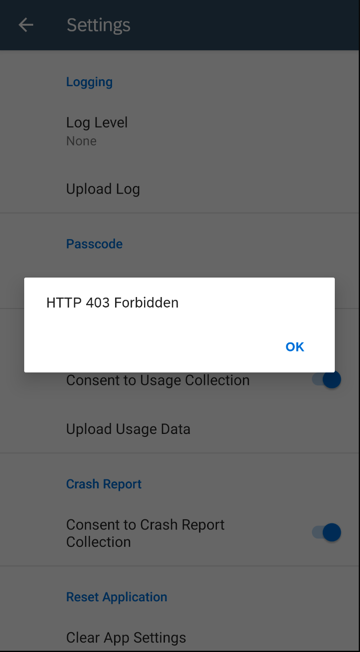 Settings
Logging
Log Level
None
Upload Log
Passcode
HTTP 403 Forbidden
OK
Consent to Usage Collection
Upload Usage Data
Crash Report
Consent to Crash Report
Collection
Reset Application
Clear App Settings